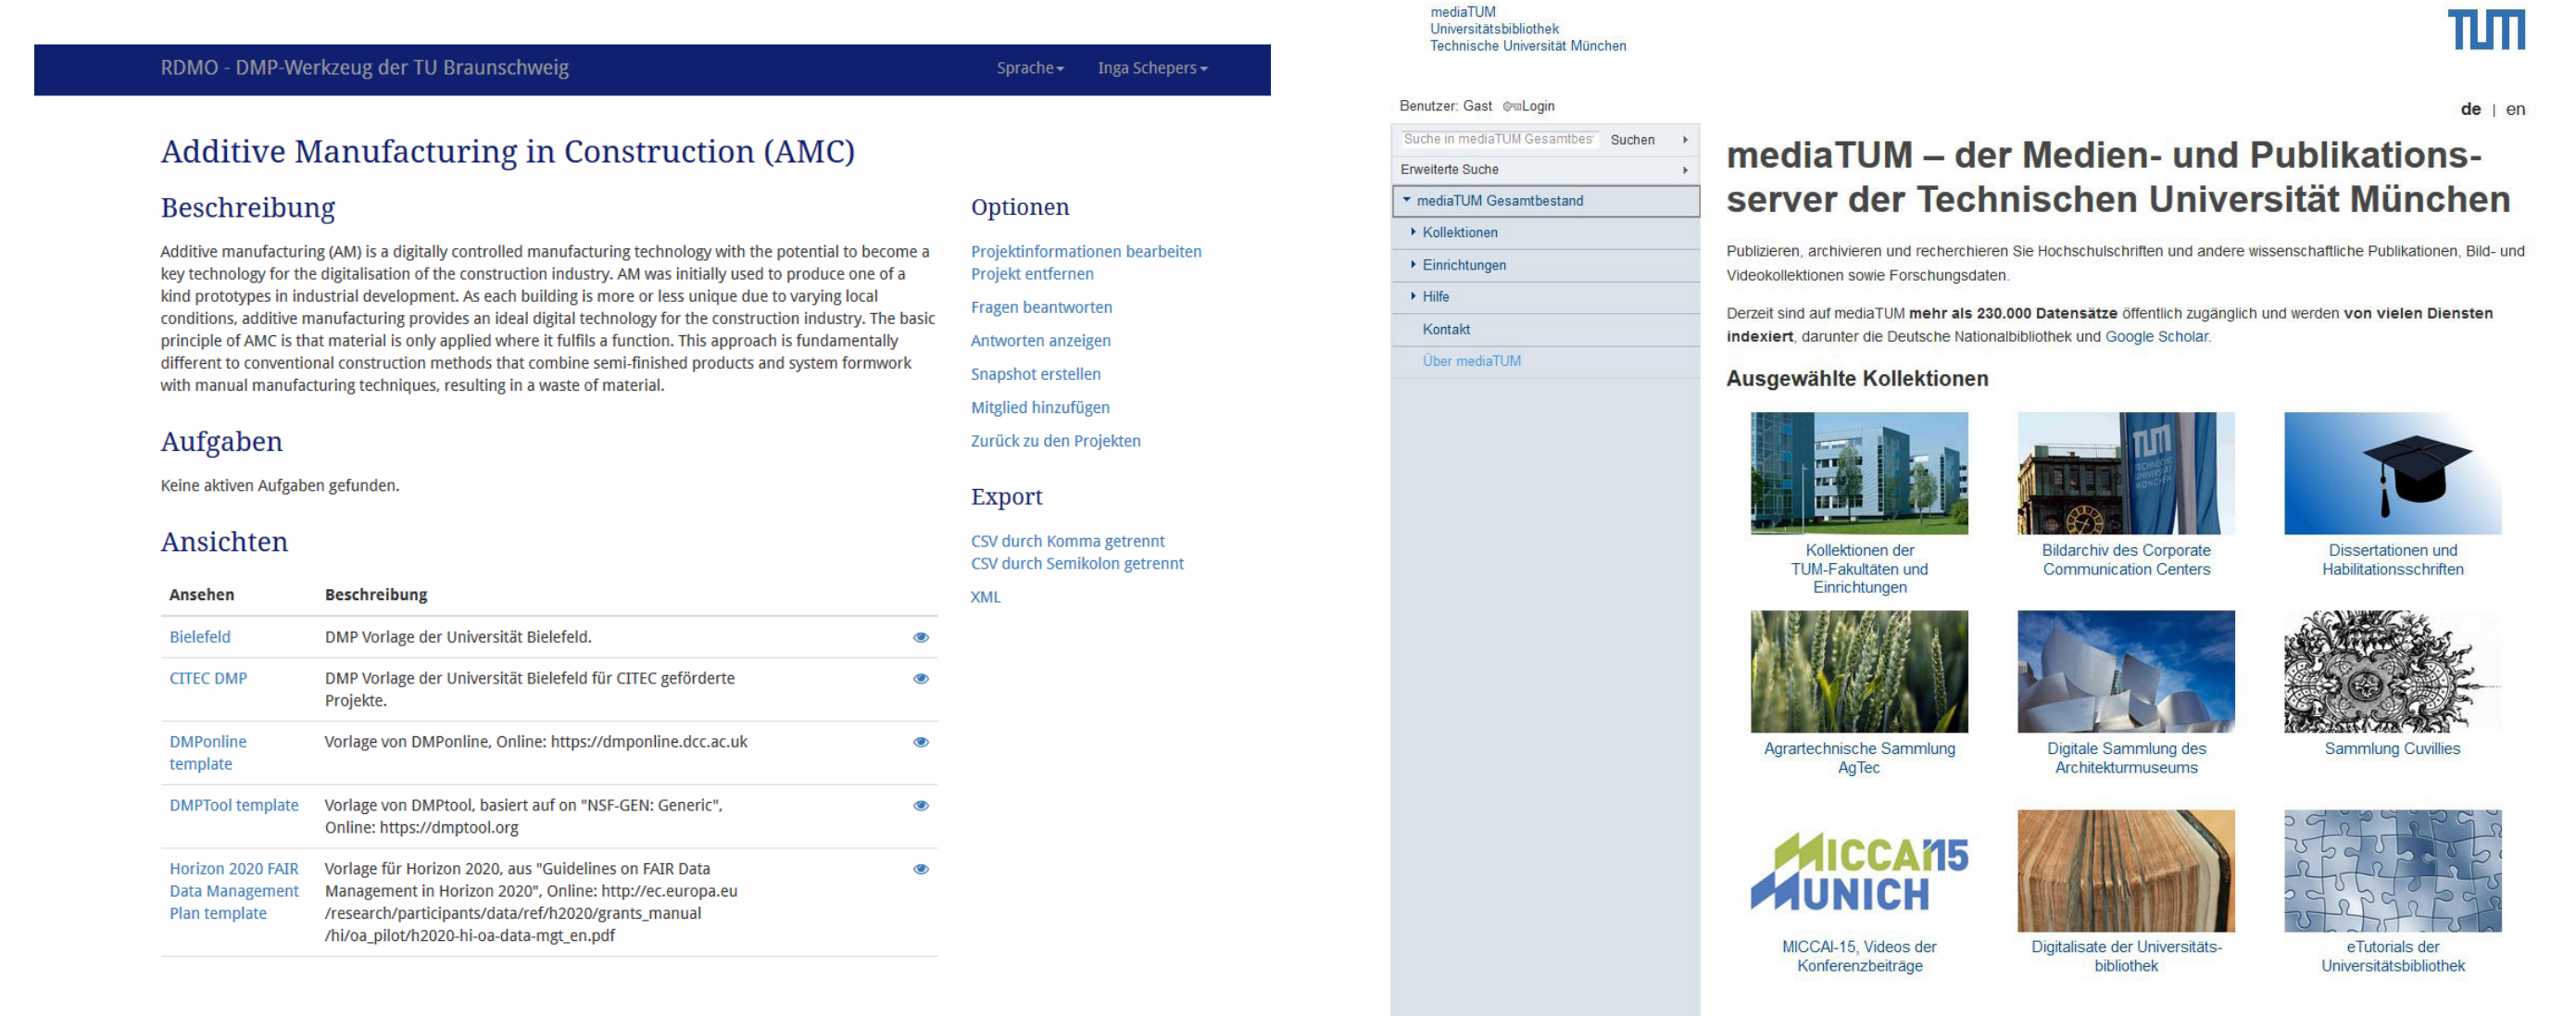 RDMO - DMP-Werkzeug der TU Braunschweig
Sprache
Inga Schepers
Additive Manufacturing in Construction (AMC)
Beschreibung
Additive manufacturing (AM) is a digitally controlled manufacturing technology with the potential to become a
key technology for the digitalisation of the construction industry. AM was initially used to produce one of a
kind prototypes in industrial development. As each building is more or less unique due to varying local
conditions, additive manufacturing provides an ideal digital technology for the construction industry. The basic
principle of AMC is that material is only applied where it fulfils a function. This approach is fundamentally
different to conventional construction methods that combine semi-finished products and system formwork
with manual manufacturing techniques, resulting in a waste of material.
Aufgaben
Keine aktiven Aufgaben gefunden.
Ansichten
Ansehen Beschreibung
Bielefeld DMP Vorlage der Universität Bielefeld.
CITEC DMP DMP Vorlage der Universität Bielefeld für CITEC geförderte
Projekte.
DMPonline Vorlage von DMPonline, Online: https://dmponline.dcc.ac.uk
template
DMPTool template Vorlage von DMPtool, basiert auf on "NSF-GEN: Generic",
Online: https://dmptool.org
Horizon 2020 FAIR Vorlage für Horizon 2020, aus "Guidelines on FAIR Data
Data Management Management in Horizon 2020", Online: http://ec.europa.eu
Plan template /research/participants/data/ref/h2020/grants_manual
/hi/oa_pilot/h2020-hi-oa-data-mgt_en.pdf
Optionen
Projektinformationen bearbeiten
Projekt entfernen
Fragen beantworten
Antworten anzeigen
Snapshot erstellen
Mitglied hinzufügen
Zurück zu den Projekten
Export
CSV durch Komma getrennt
CSV durch Semikolon getrennt
XML
mediaTUM
Universitätsbibliothek
Technische Universität München
TUM
Benutzer: Gast Login
de | en
Suche in mediaTUM Gesamtbes Suchen
Erweiterte Suche
mediaTUM Gesamtbestand
Kollektionen
Einrichtungen
Hilfe
Kontakt
Über mediaTUM
mediaTUM – der Medien- und Publikations-
server der Technischen Universität München
Publizieren, archivieren und recherchieren Sie Hochschulschriften und andere wissenschaftliche Publikationen, Bild- und
Videokollektionen sowie Forschungsdaten.
Derzeit sind auf mediaTUM mehr als 230.000 Datensätze öffentlich zugänglich und werden von vielen Diensten
indexiert, darunter die Deutsche Nationalbibliothek und Google Scholar.
Ausgewählte Kollektionen
TUM
TECHNISCHE
UNIVERSITÄT
MÜNCHEN
Kollektionen der
TUM-Fakultäten und
Einrichtungen
Bildarchiv des Corporate
Communication Centers
Dissertationen und
Habilitationsschriften
Agrartechnische Sammlung
AgTec
Digitale Sammlung des
Architekturmuseums
Sammlung Cuvillies
MICCAI'15
MUNICH
MICCAI-15, Videos der
Konferenzbeiträge
Digitalisate der Universitäts-
bibliothek
eTutorials der
Universitätsbibliothek